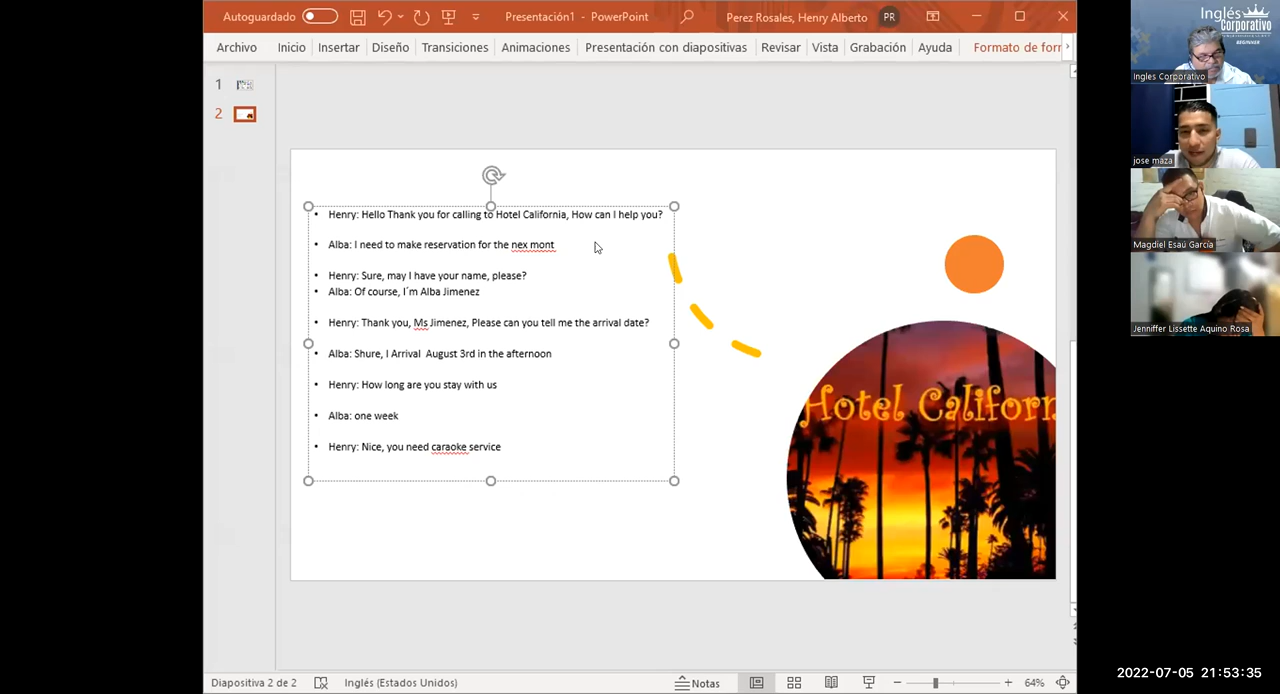 Autoguardado
Presentación1 - PowerPoint
Perez Rosales, Henry Alberto
PR
Archivo Inicio Insertar Diseño Transiciones Animaciones Presentación con diapositivas Revisar Vista Grabación Ayuda Formato de for
1
2
• Henry: Hello Thank you for calling to Hotel California, How can I help you?
• Alba: I need to make reservation for the nex mont
• Henry: Sure, may I have your name, please?
• Alba: Of course, I´m Alba Jimenez
• Henry: Thank you, Ms Jimenez, Please can you tell me the arrival date?
• Alba: Shure, I Arrival August 3rd in the afternoon
• Henry: How long are you stay with us
• Alba: one week
• Henry: Nice, you need caraoke service
Hotel Californ
Diapositiva 2 de 2
Inglés (Estados Unidos)
Notas
64%
Inglés
Corporativo
BEGINNER
Ingles Corporativo
jose maza
Magdiel Esaú García
Jenniffer Lissette Aquino Rosa
2022-07-05 21:53:35